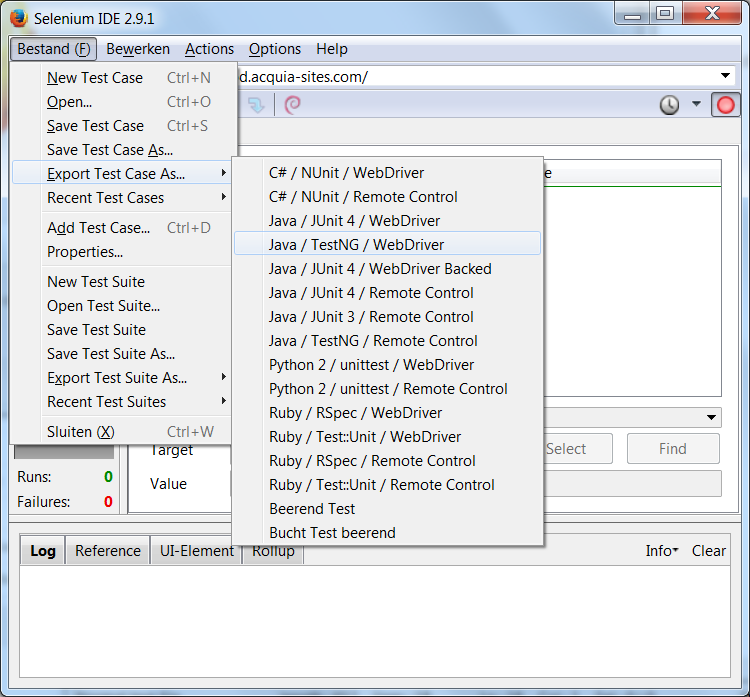 Selenium IDE 2.9.1
Bestand (F) Bewerken Actions Options Help
d.acquia-sites.com/
New Test Case Ctrl+N
Open... Ctrl+O
Save Test Case Ctrl+S
Save Test Case As...
Export Test Case As...
Recent Test Cases
Add Test Case... Ctrl+D
Properties...
New Test Suite
Open Test Suite...
Save Test Suite
Save Test Suite As...
Export Test Suite As...
Recent Test Suites
Sluiten (X) Ctrl+W
C# / NUnit / WebDriver
C# / NUnit / Remote Control
Java / JUnit 4 / WebDriver
Java / TestNG / WebDriver
Java / JUnit 4 / WebDriver Backed
Java / JUnit 4 / Remote Control
Java / JUnit 3 / Remote Control
Java / TestNG / Remote Control
Python 2 / unittest / WebDriver
Python 2 / unittest / Remote Control
Ruby / RSpec / WebDriver
Ruby / Test::Unit / WebDriver
Ruby / RSpec / Remote Control
Ruby / Test::Unit / Remote Control
Beerend Test
Bucht Test beerend
e
Target Select Find
Value
Runs: 0
Failures: 0
Log Reference UI-Element Rollup Info Clear